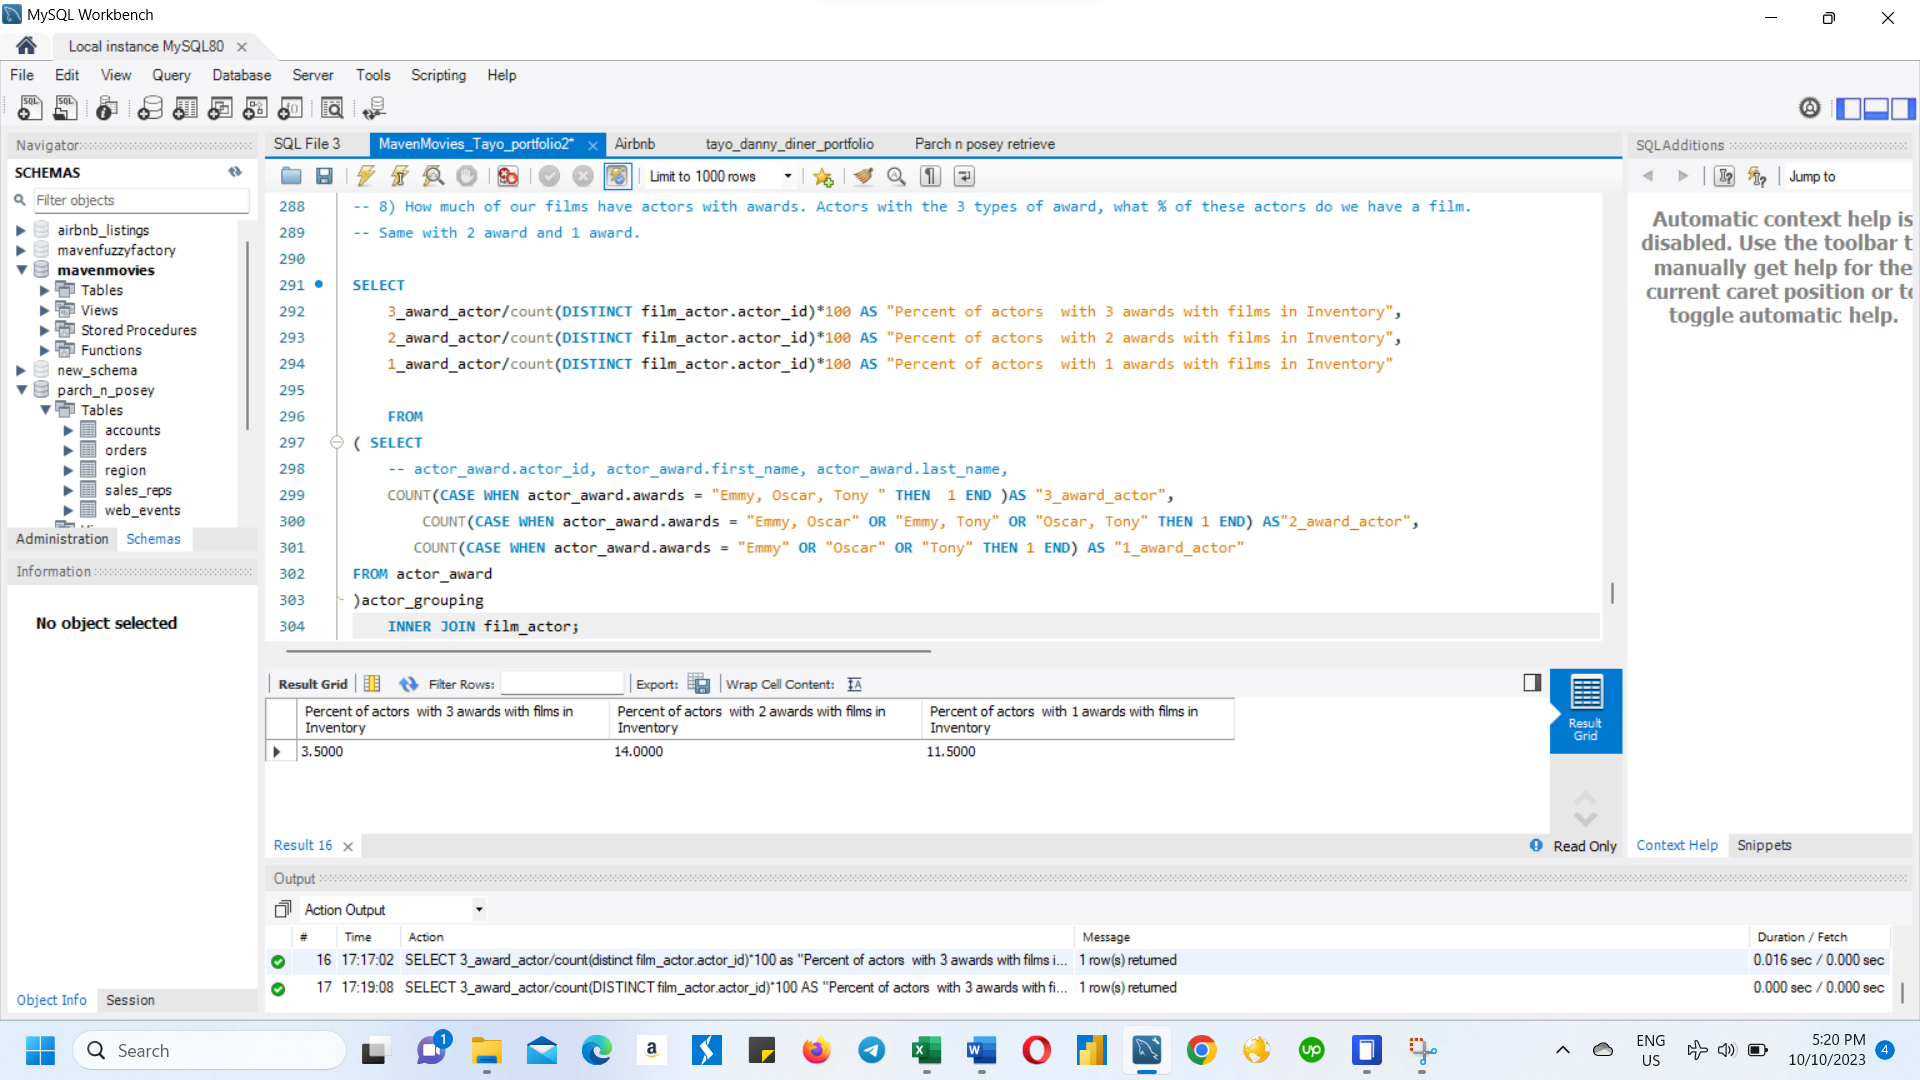 MySQL Workbench
Local instance MySQL80
File Edit View Query Database Server Tools Scripting Help
Navigator
SCHEMAS
Filter objects
airbnb_listings
mavenfuzzyfactory
mavenmovies
Tables
Views
Stored Procedures
Functions
new_schema
parch_n_posey
Tables
accounts
orders
region
sales_reps
web_events
Administration Schemas
Information
No object selected
Object Info Session
SQL File 3 MavenMovies_Tayo_portfolio2* Airbnb tayo_danny_diner_portfolio Parch n posey retrieve
Limit to 1000 rows
288 -- 8) How much of our films have actors with awards. Actors with the 3 types of award, what % of these actors do we have a film.
289 -- Same with 2 award and 1 award.
290
291 SELECT
292 3_award_actor/count(DISTINCT film_actor.actor_id)*100 AS "Percent of actors  with 3 awards with films in Inventory",
293 2_award_actor/count(DISTINCT film_actor.actor_id)*100 AS "Percent of actors  with 2 awards with films in Inventory",
294 1_award_actor/count(DISTINCT film_actor.actor_id)*100 AS "Percent of actors  with 1 awards with films in Inventory"
295
296 FROM
297 ( SELECT
298 -- actor_award.actor_id, actor_award.first_name, actor_award.last_name,
299 COUNT(CASE WHEN actor_award.awards = "Emmy, Oscar, Tony " THEN  1 END )AS "3_award_actor",
300 COUNT(CASE WHEN actor_award.awards = "Emmy, Oscar" OR "Emmy, Tony" OR "Oscar, Tony" THEN 1 END) AS"2_award_actor",
301 COUNT(CASE WHEN actor_award.awards = "Emmy" OR "Oscar" OR "Tony" THEN 1 END) AS "1_award_actor"
302 FROM actor_award
303 )actor_grouping
304 INNER JOIN film_actor;
Result Grid Filter Rows: Export: Wrap Cell Content:
Percent of actors  with 3 awards with films in Inventory Percent of actors  with 2 awards with films in Inventory Percent of actors  with 1 awards with films in Inventory
3.5000 14.0000 11.5000
Result Grid
Result 16
Read Only
SQLAdditions
Jump to
Automatic context help is
disabled. Use the toolbar t
manually get help for the
current caret position or to
toggle automatic help.
Context Help Snippets
Output
Action Output
# Time Action Message Duration / Fetch
16 17:17:02 SELECT 3_award_actor/count(distinct film_actor.actor_id)*100 as "Percent of actors  with 3 awards with films i... 1 row(s) returned 0.016 sec / 0.000 sec
17 17:19:08 SELECT 3_award_actor/count(DISTINCT film_actor.actor_id)*100 AS "Percent of actors  with 3 awards with fi... 1 row(s) returned 0.000 sec / 0.000 sec
Search
1
ENG
US
5:20 PM
10/10/2023
4